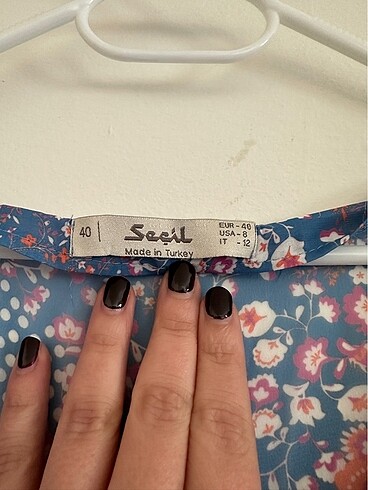 40
Seçil
Made in Turkey
EUR - 40
USA - 8
IT - 12